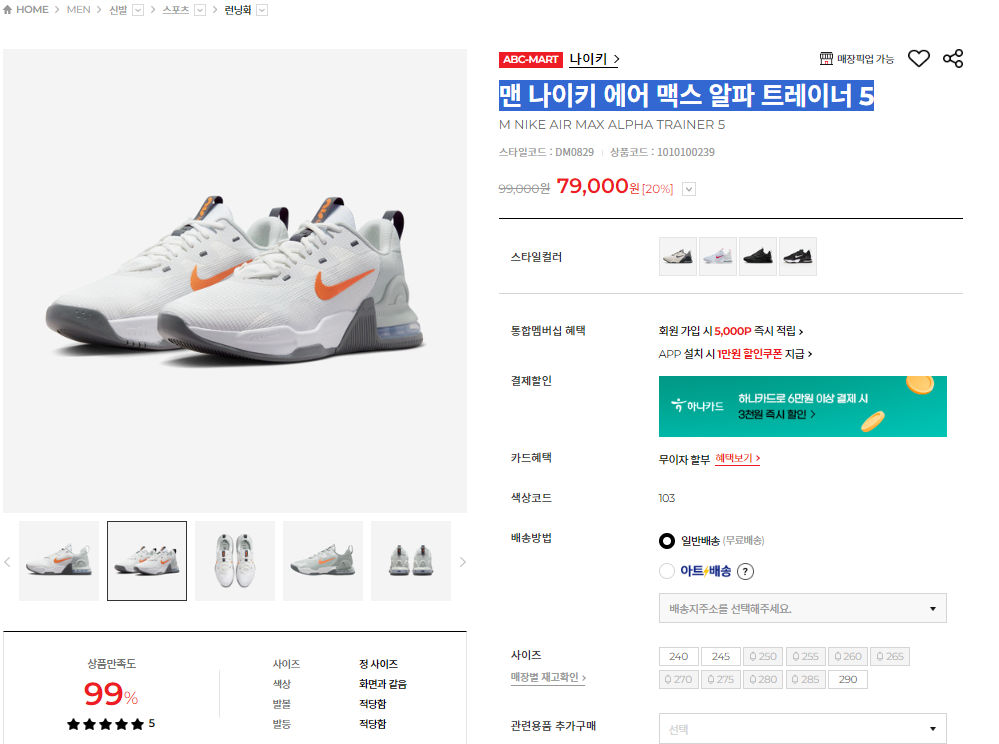 HOME > MEN > 신발 > 스포츠 > 런닝화
ABC-MART 나이키 >
매장픽업 가능
맨 나이키 에어 맥스 알파 트레이너 5
M NIKE AIR MAX ALPHA TRAINER 5
스타일코드 : DM0829 | 상품코드 : 1010100239
99,000원 79,000원 [20%]
스타일컬러
통합멤버십 혜택
회원 가입 시 5,000P 즉시 적립 >
APP 설치 시 1만원 할인쿠폰 지급 >
결제할인
하나카드
하나카드로 6만원 이상 결제 시
3천원 즉시 할인 >
카드혜택
무이자 할부 혜택보기 >
색상코드
103
배송방법
일반배송 (무료배송)
아트배송 ?
배송지주소를 선택해주세요.
사이즈
매장별 재고확인 >
240 245 250 255 260 265
270 275 280 285 290
관련용품 추가구매
선택
상품만족도
99%
★★★★★ 5
사이즈 정 사이즈
색상 화면과 같음
발볼 적당함
발등 적당함